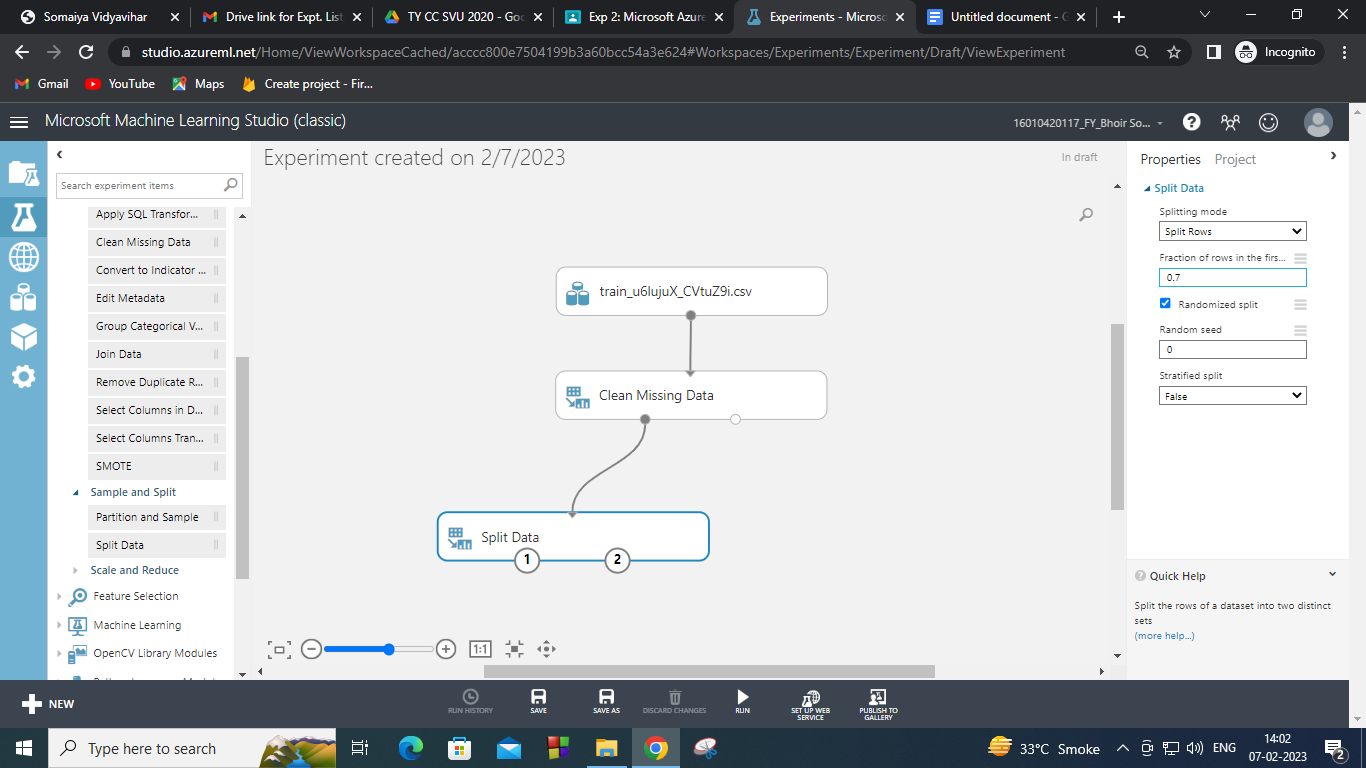 Somaiya Vidyavihar
Drive link for Expt. List
TY CC SVU 2020 - Goo
Exp 2: Microsoft Azure
Experiments - Microso
Untitled document - G
studio.azureml.net/Home/ViewWorkspaceCached/acccc800e7504199b3a60bcc54a3e624#Workspaces/Experiments/Experiment/Draft/ViewExperiment
Incognito
Gmail
YouTube
Maps
Create project - Fir...
Microsoft Machine Learning Studio (classic)
16010420117_FY_Bhoir So...
Search experiment items
Apply SQL Transfor...
Clean Missing Data
Convert to Indicator ...
Edit Metadata
Group Categorical V...
Join Data
Remove Duplicate R...
Select Columns in D...
Select Columns Tran...
SMOTE
Sample and Split
Partition and Sample
Split Data
Scale and Reduce
Feature Selection
Machine Learning
OpenCV Library Modules
Experiment created on 2/7/2023
In draft
train_u6lujuX_CVtuZ9i.csv
Clean Missing Data
Split Data
1
2
1:1
Properties
Project
Split Data
Splitting mode
Split Rows
Fraction of rows in the firs...
0.7
Randomized split
Random seed
0
Stratified split
False
Quick Help
Split the rows of a dataset into two distinct
sets
(more help...)
NEW
RUN HISTORY
SAVE
SAVE AS
DISCARD CHANGES
RUN
SET UP WEB
SERVICE
PUBLISH TO
GALLERY
Type here to search
33°C Smoke
ENG
14:02
07-02-2023
2